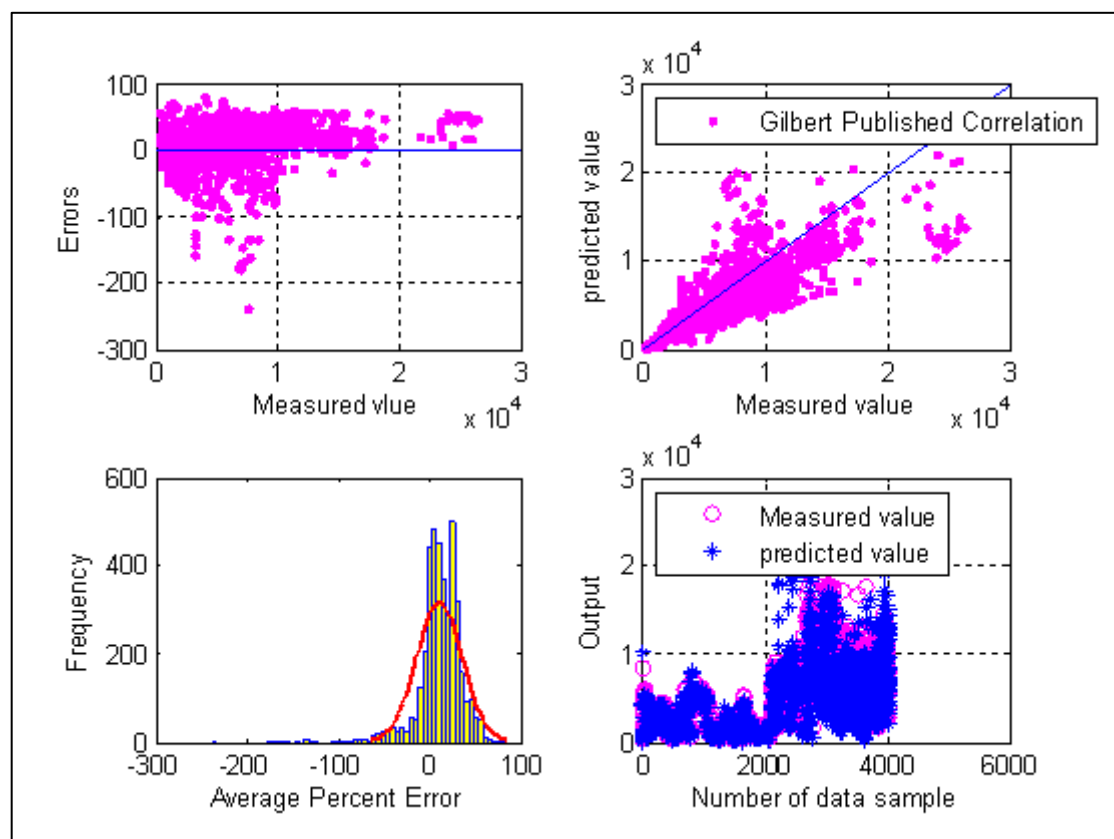 100
0
-100
-200
-300
Errors
0
1
2
3
Measured vlue
x 10^4
x 10^4
3
2
1
0
predicted value
Gilbert Published Correlation
0
1
2
3
Measured value
x 10^4
600
400
200
0
Frequency
-300
-200
-100
0
100
Average Percent Error
x 10^4
3
2
1
0
Output
Measured value
predicted value
0
2000
4000
6000
Number of data sample